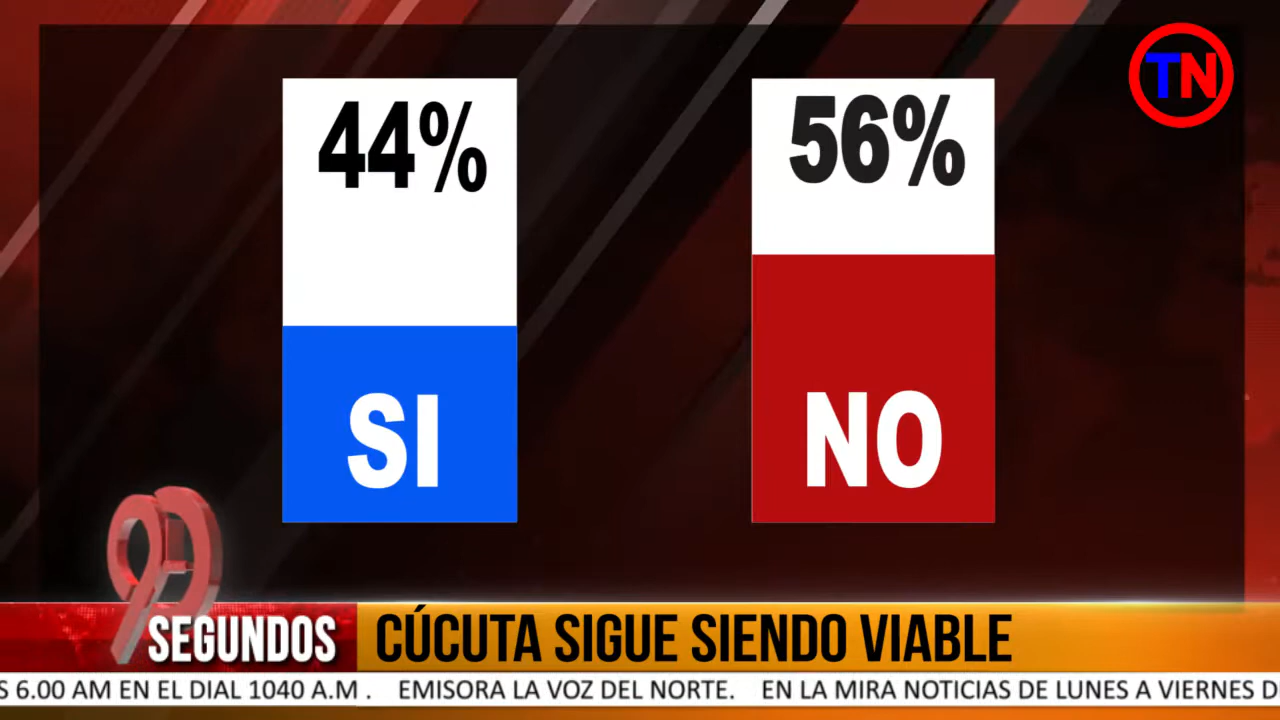 44%
56%
TN
SI
NO
90
SEGUNDOS
CÚCUTA SIGUE SIENDO VIABLE
S 6.00 AM EN EL DIAL 1040 A.M . EMISORA LA VOZ DEL NORTE. EN LA MIRA NOTICIAS DE LUNES A VIERNES D